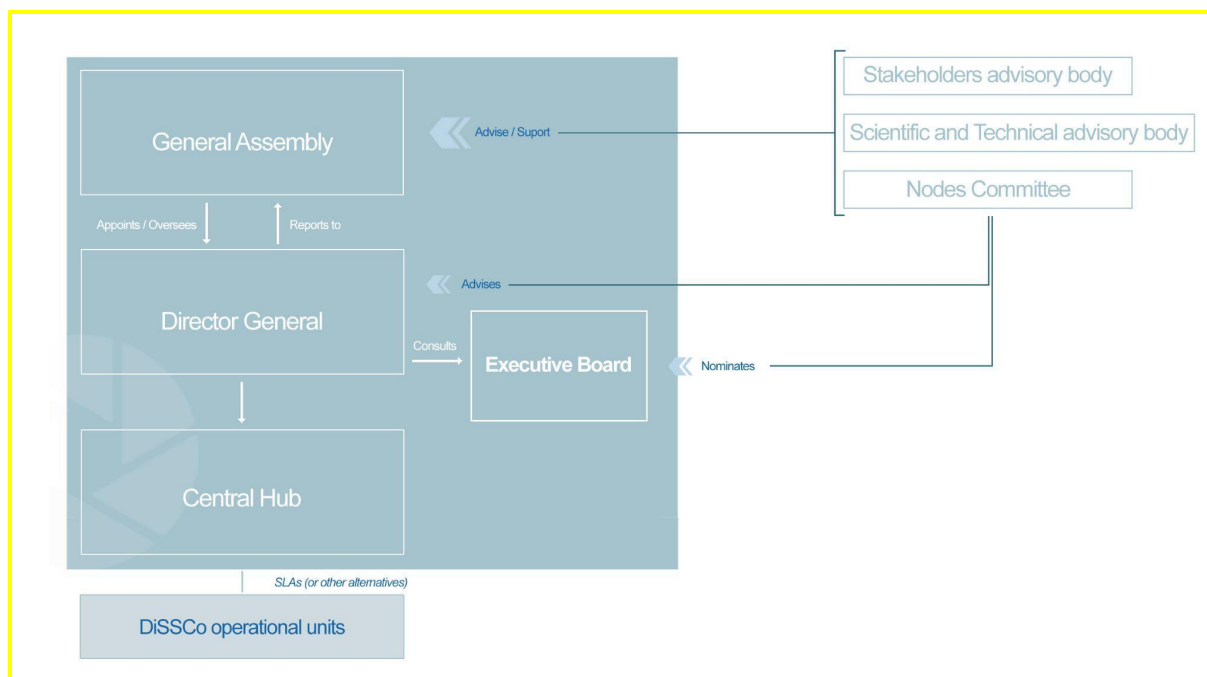 Stakeholders advisory body
General Assembly
Advise / Suport
Scientific and Technical advisory body
Nodes Committee
Appoints / Oversees
Reports to
Advises
Director General
Consults
Executive Board
Nominates
Central Hub
SLAs (or other alternatives)
DiSSCo operational units